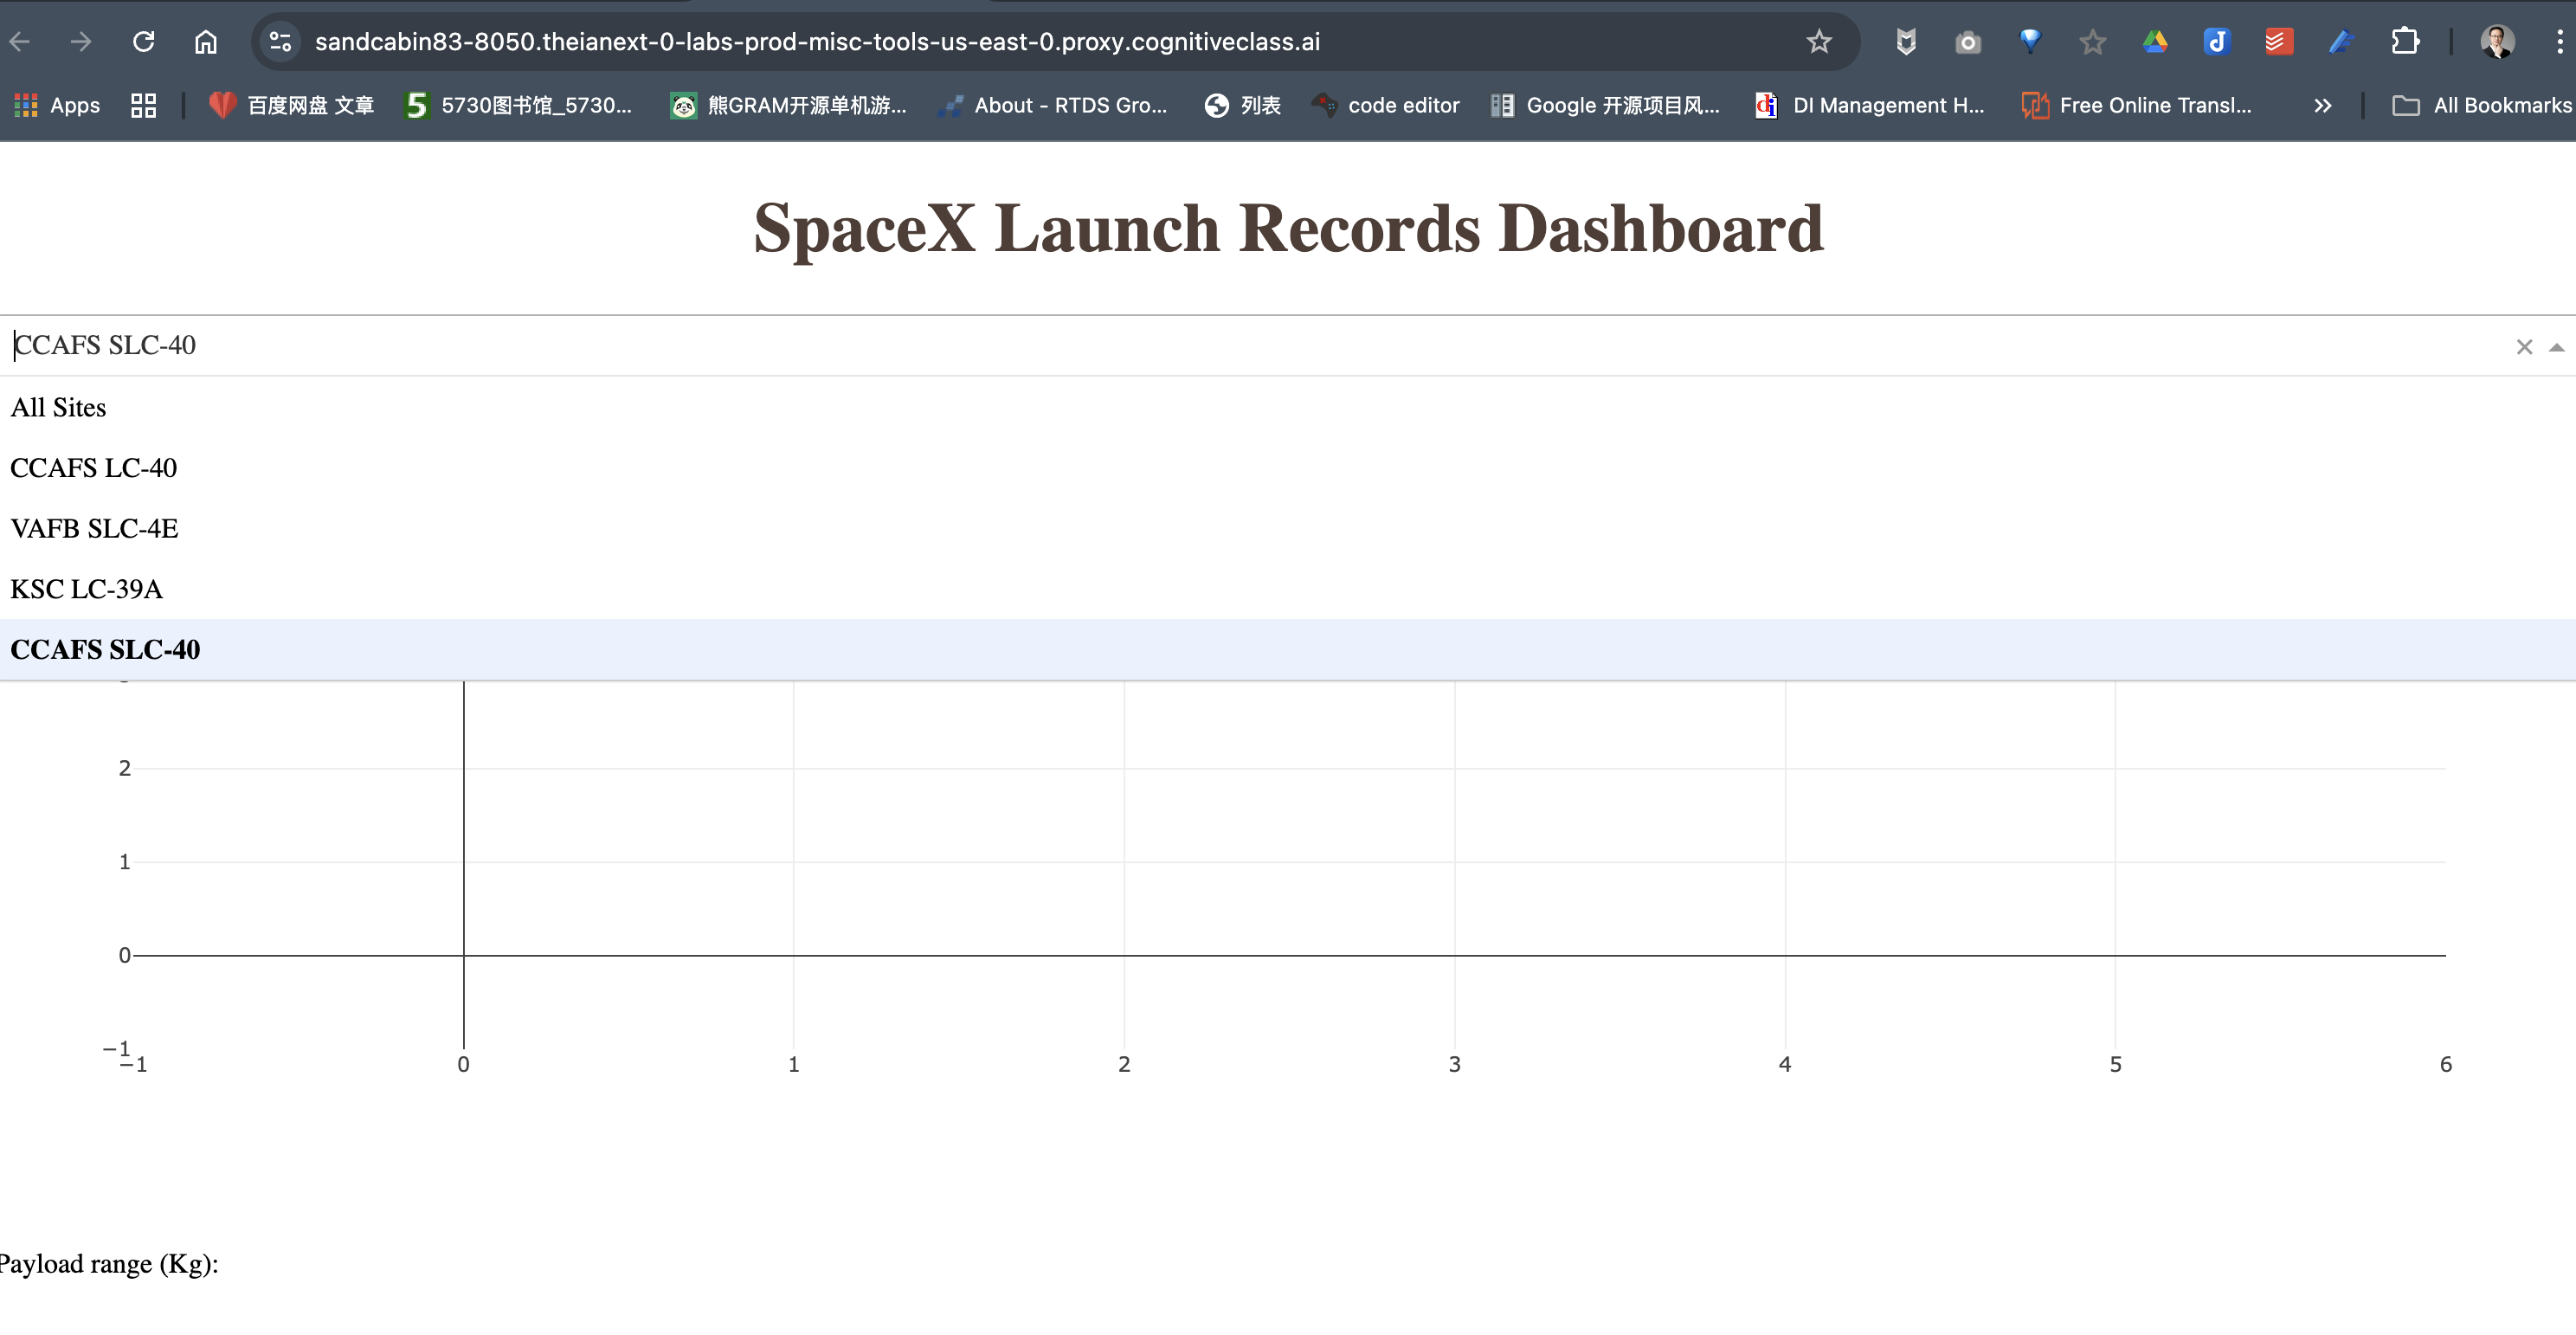 sandcabin83-8050.theianext-0-labs-prod-misc-tools-us-east-0.proxy.cognitiveclass.ai
Apps 百度网盘 文章 5730图书馆_5730... 熊GRAM开源单机游... About - RTDS Gro... 列表 code editor Google 开源项目风... DI Management H... Free Online Transl... All Bookmarks
SpaceX Launch Records Dashboard
CCAFS SLC-40
All Sites
CCAFS LC-40
VAFB SLC-4E
KSC LC-39A
CCAFS SLC-40
2
1
0
−1
−1 0 1 2 3 4 5 6
Payload range (Kg):